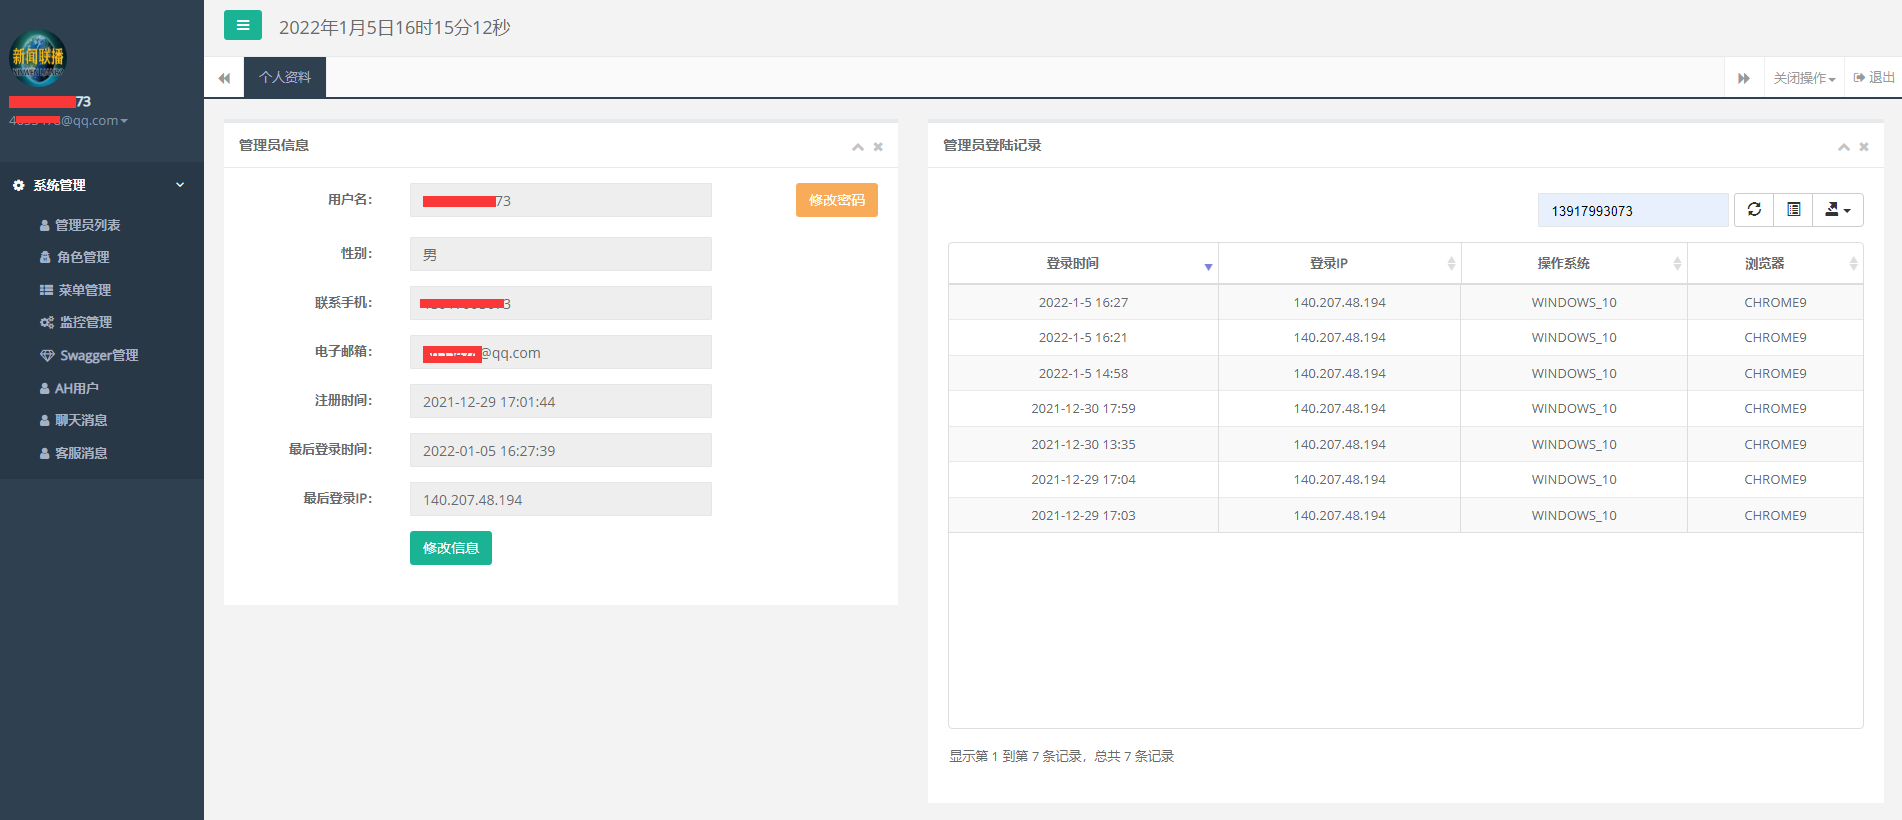 2022年1月5日16时15分12秒
新闻联播
73
@qq.com
系统管理
管理员列表
角色管理
菜单管理
监控管理
Swagger管理
AH用户
聊天消息
客服消息
个人资料
关闭操作
退出
管理员信息
用户名:
73
修改密码
性别:
男
联系手机:
3
电子邮箱:
@qq.com
注册时间:
2021-12-29 17:01:44
最后登录时间:
2022-01-05 16:27:39
最后登录IP:
140.207.48.194
修改信息
管理员登陆记录
13917993073
登录时间 登录IP 操作系统 浏览器
2022-1-5 16:27 140.207.48.194 WINDOWS_10 CHROME9
2022-1-5 16:21 140.207.48.194 WINDOWS_10 CHROME9
2022-1-5 14:58 140.207.48.194 WINDOWS_10 CHROME9
2021-12-30 17:59 140.207.48.194 WINDOWS_10 CHROME9
2021-12-30 13:35 140.207.48.194 WINDOWS_10 CHROME9
2021-12-29 17:04 140.207.48.194 WINDOWS_10 CHROME9
2021-12-29 17:03 140.207.48.194 WINDOWS_10 CHROME9
显示第 1 到第 7 条记录，总共 7 条记录